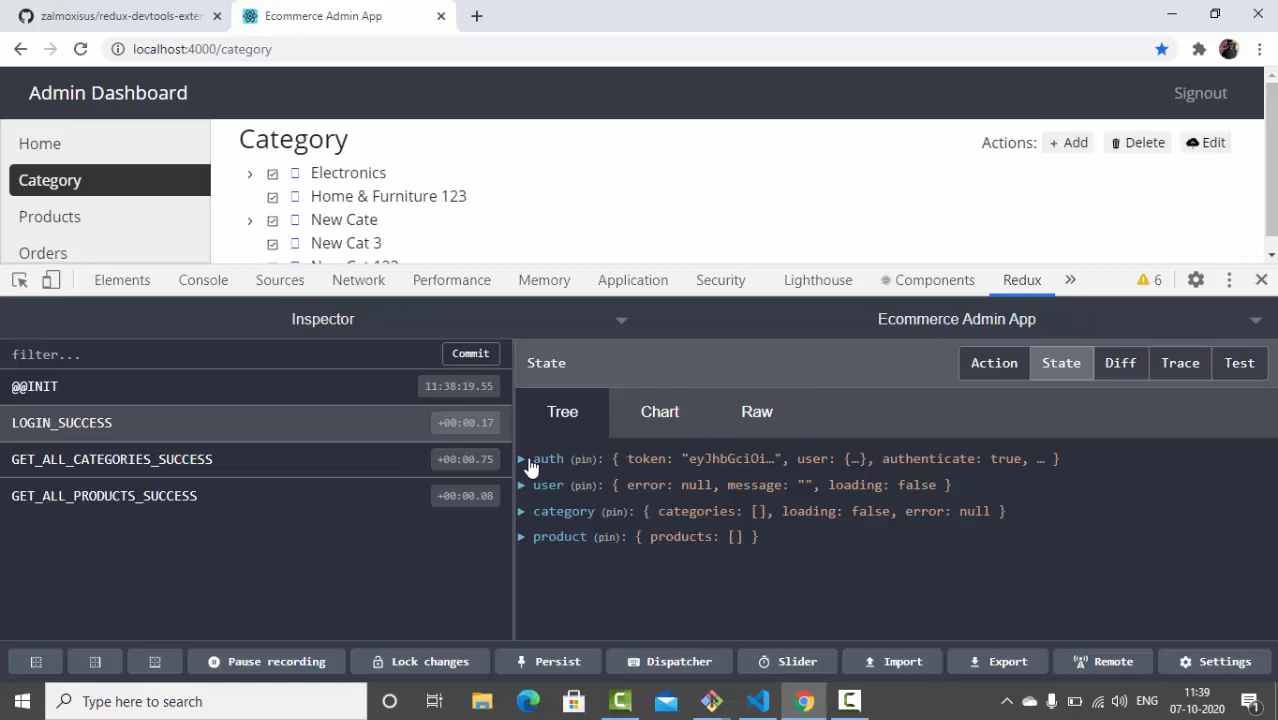 zalmoxisus/redux-devtools-exten
Ecommerce Admin App
localhost:4000/category
Admin Dashboard
Signout
Home
Category
Products
Orders
Category
Actions: + Add Delete Edit
Electronics
Home & Furniture 123
New Cate
New Cat 3
New Cat 123
Elements Console Sources Network Performance Memory Application Security Lighthouse Components Redux » 6
Inspector
Ecommerce Admin App
filter...
Commit
@@INIT 11:38:19.55
LOGIN_SUCCESS +00:00.17
GET_ALL_CATEGORIES_SUCCESS +00:00.75
GET_ALL_PRODUCTS_SUCCESS +00:00.08
State
Action State Diff Trace Test
Tree Chart Raw
auth (pin): { token: "eyJhbGciOi…", user: {…}, authenticate: true, … }
user (pin): { error: null, message: "", loading: false }
category (pin): { categories: [], loading: false, error: null }
product (pin): { products: [] }
Pause recording Lock changes Persist Dispatcher Slider Import Export Remote Settings
Type here to search
ENG
11:39
07-10-2020
1